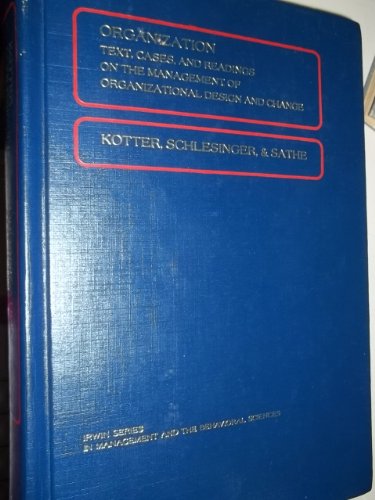 ORGANIZATION
TEXT, CASES, AND READINGS
ON THE MANAGEMENT OF
ORGANIZATIONAL DESIGN AND CHANGE
KOTTER, SCHLESINGER, & SATHE
IRWIN SERIES
IN MANAGEMENT AND THE BEHAVIORAL SCIENCES